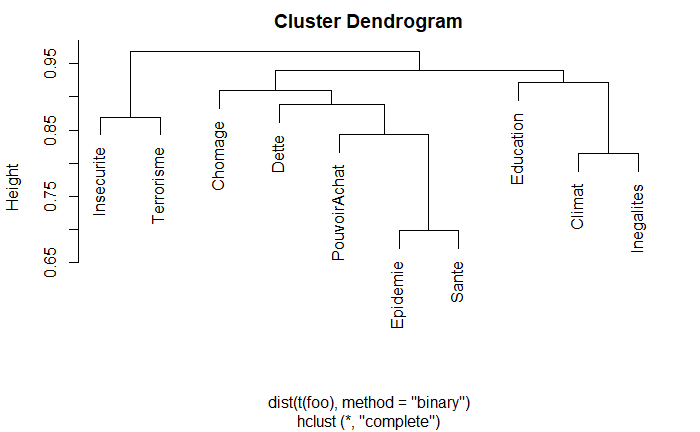 Cluster Dendrogram
Height
0.95
0.85
0.75
0.65
Insecurite
Terrorisme
Chomage
Dette
PouvoirAchat
Epidemie
Sante
Education
Climat
Inegalites
dist(t(foo), method = "binary")
hclust (*, "complete")